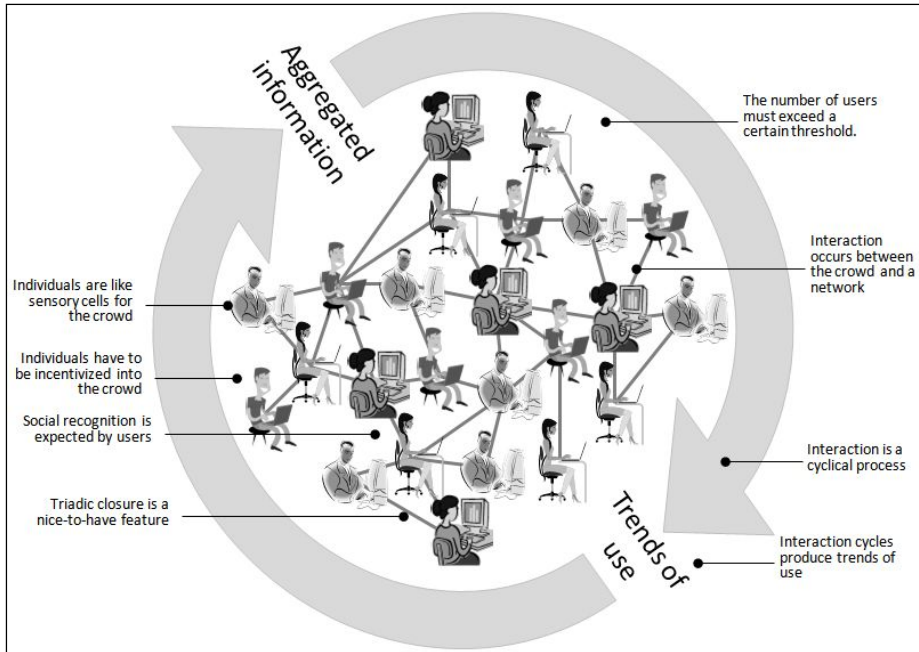 Aggregated
information
The number of users
must exceed a
certain threshold.
Interaction
occurs between
the crowd and a
network
Individuals are like
sensory cells for
the crowd
Individuals have to
be incentivized into
the crowd
Social recognition is
expected by users
Interaction is a
cyclical process
Triadic closure is a
nice-to-have feature
Trends of
use
Interaction cycles
produce trends of
use